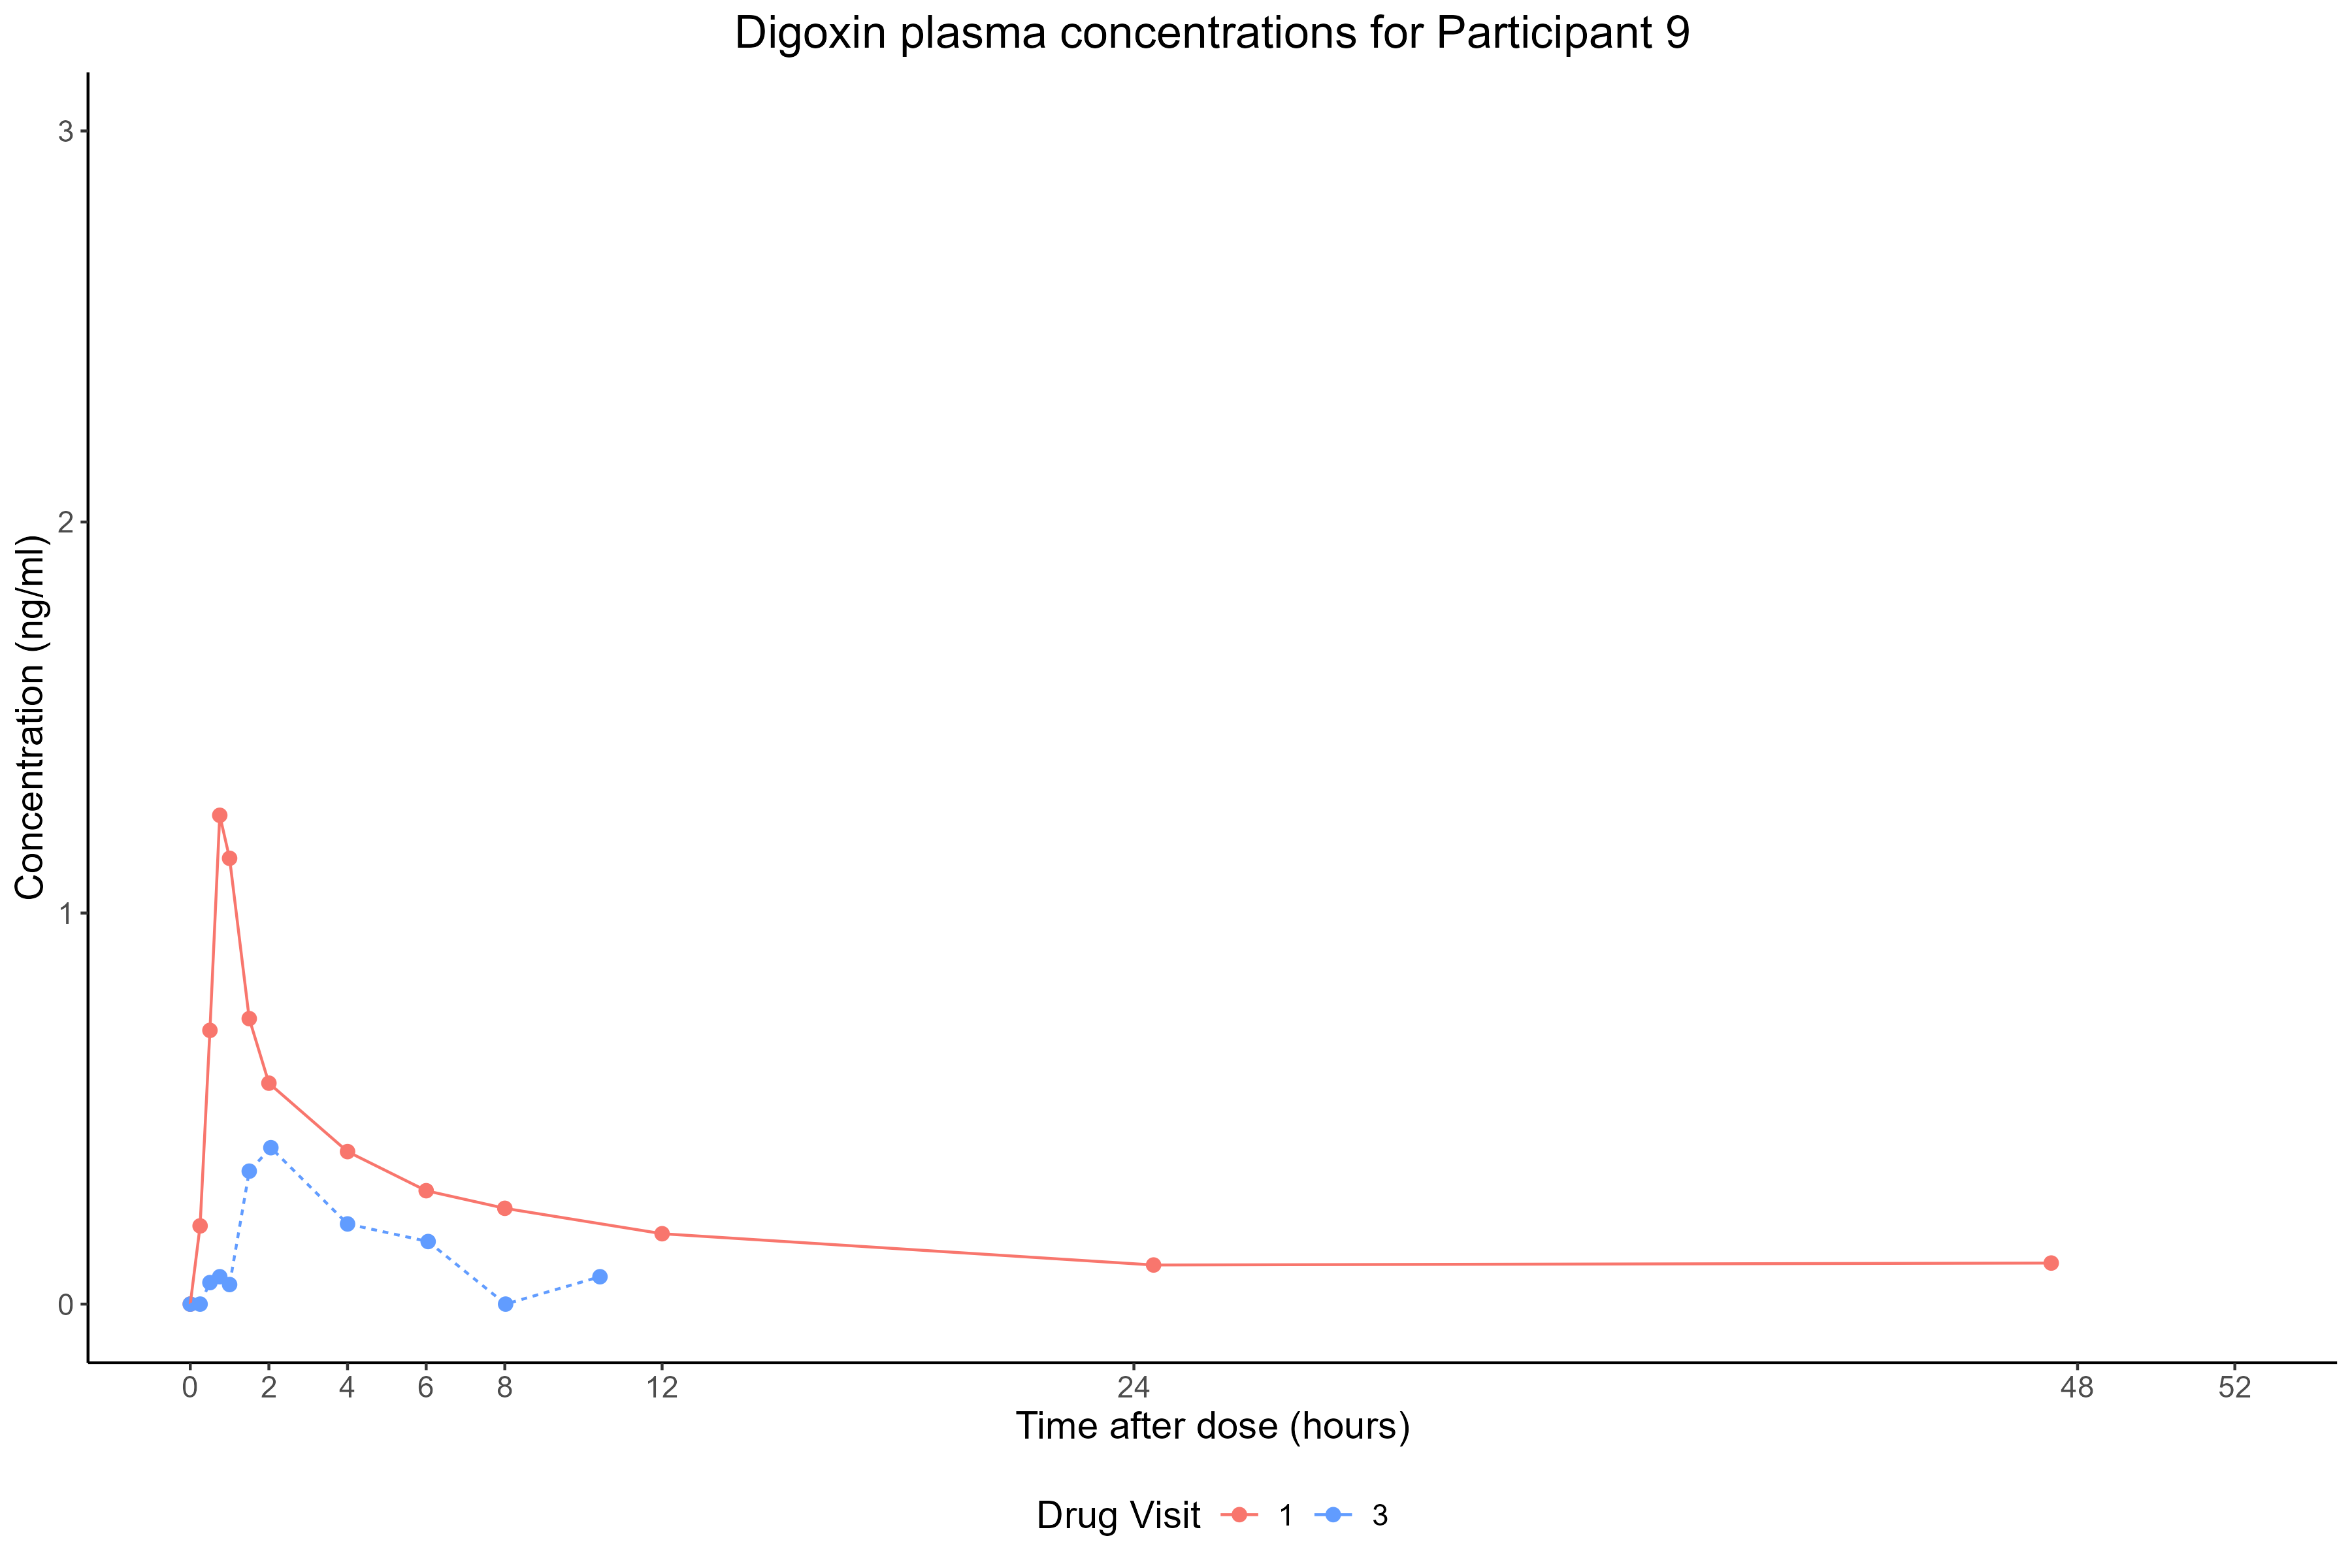 Digoxin plasma concentrations for Participant 9
Concentration (ng/ml)
3
2
1
0
0 2 4 6 8 12 24 48 52
Time after dose (hours)
Drug Visit 1 3